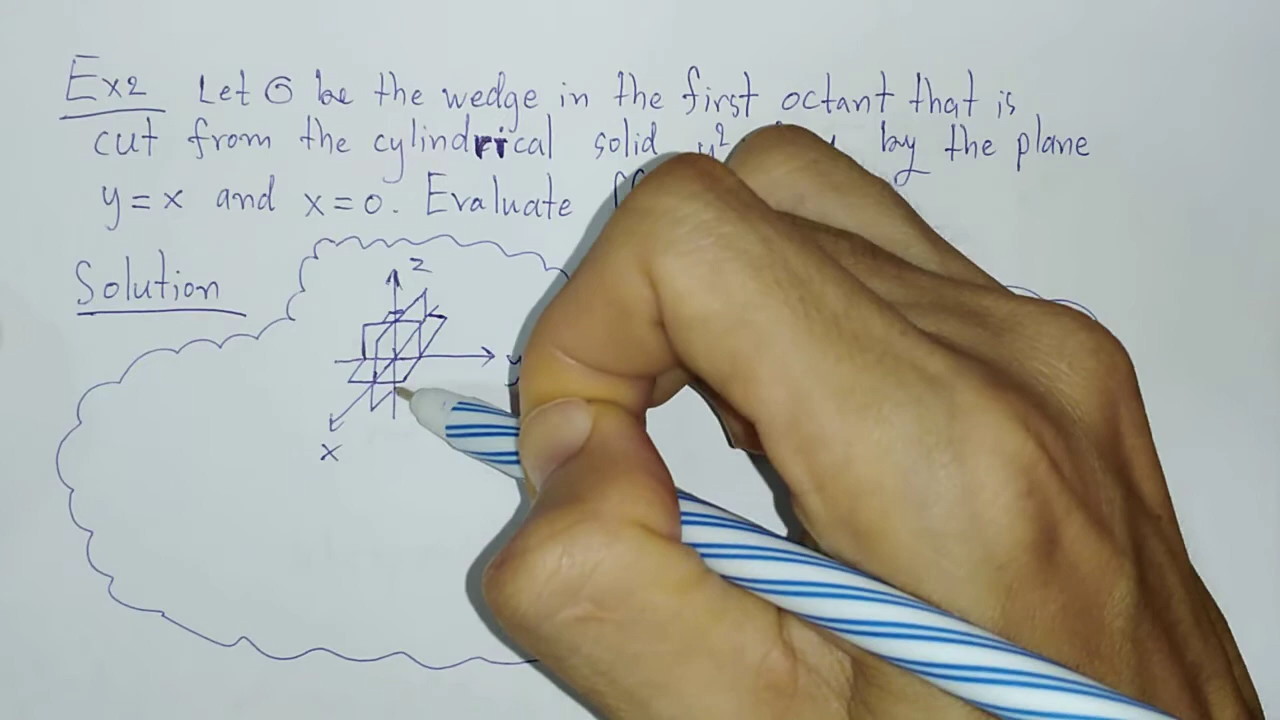 Ex2 Let G be the wedge in the first octant that is
cut from the cylindrical solid y² by the plane
y=x and x=0. Evaluate
Solution
z
y
x